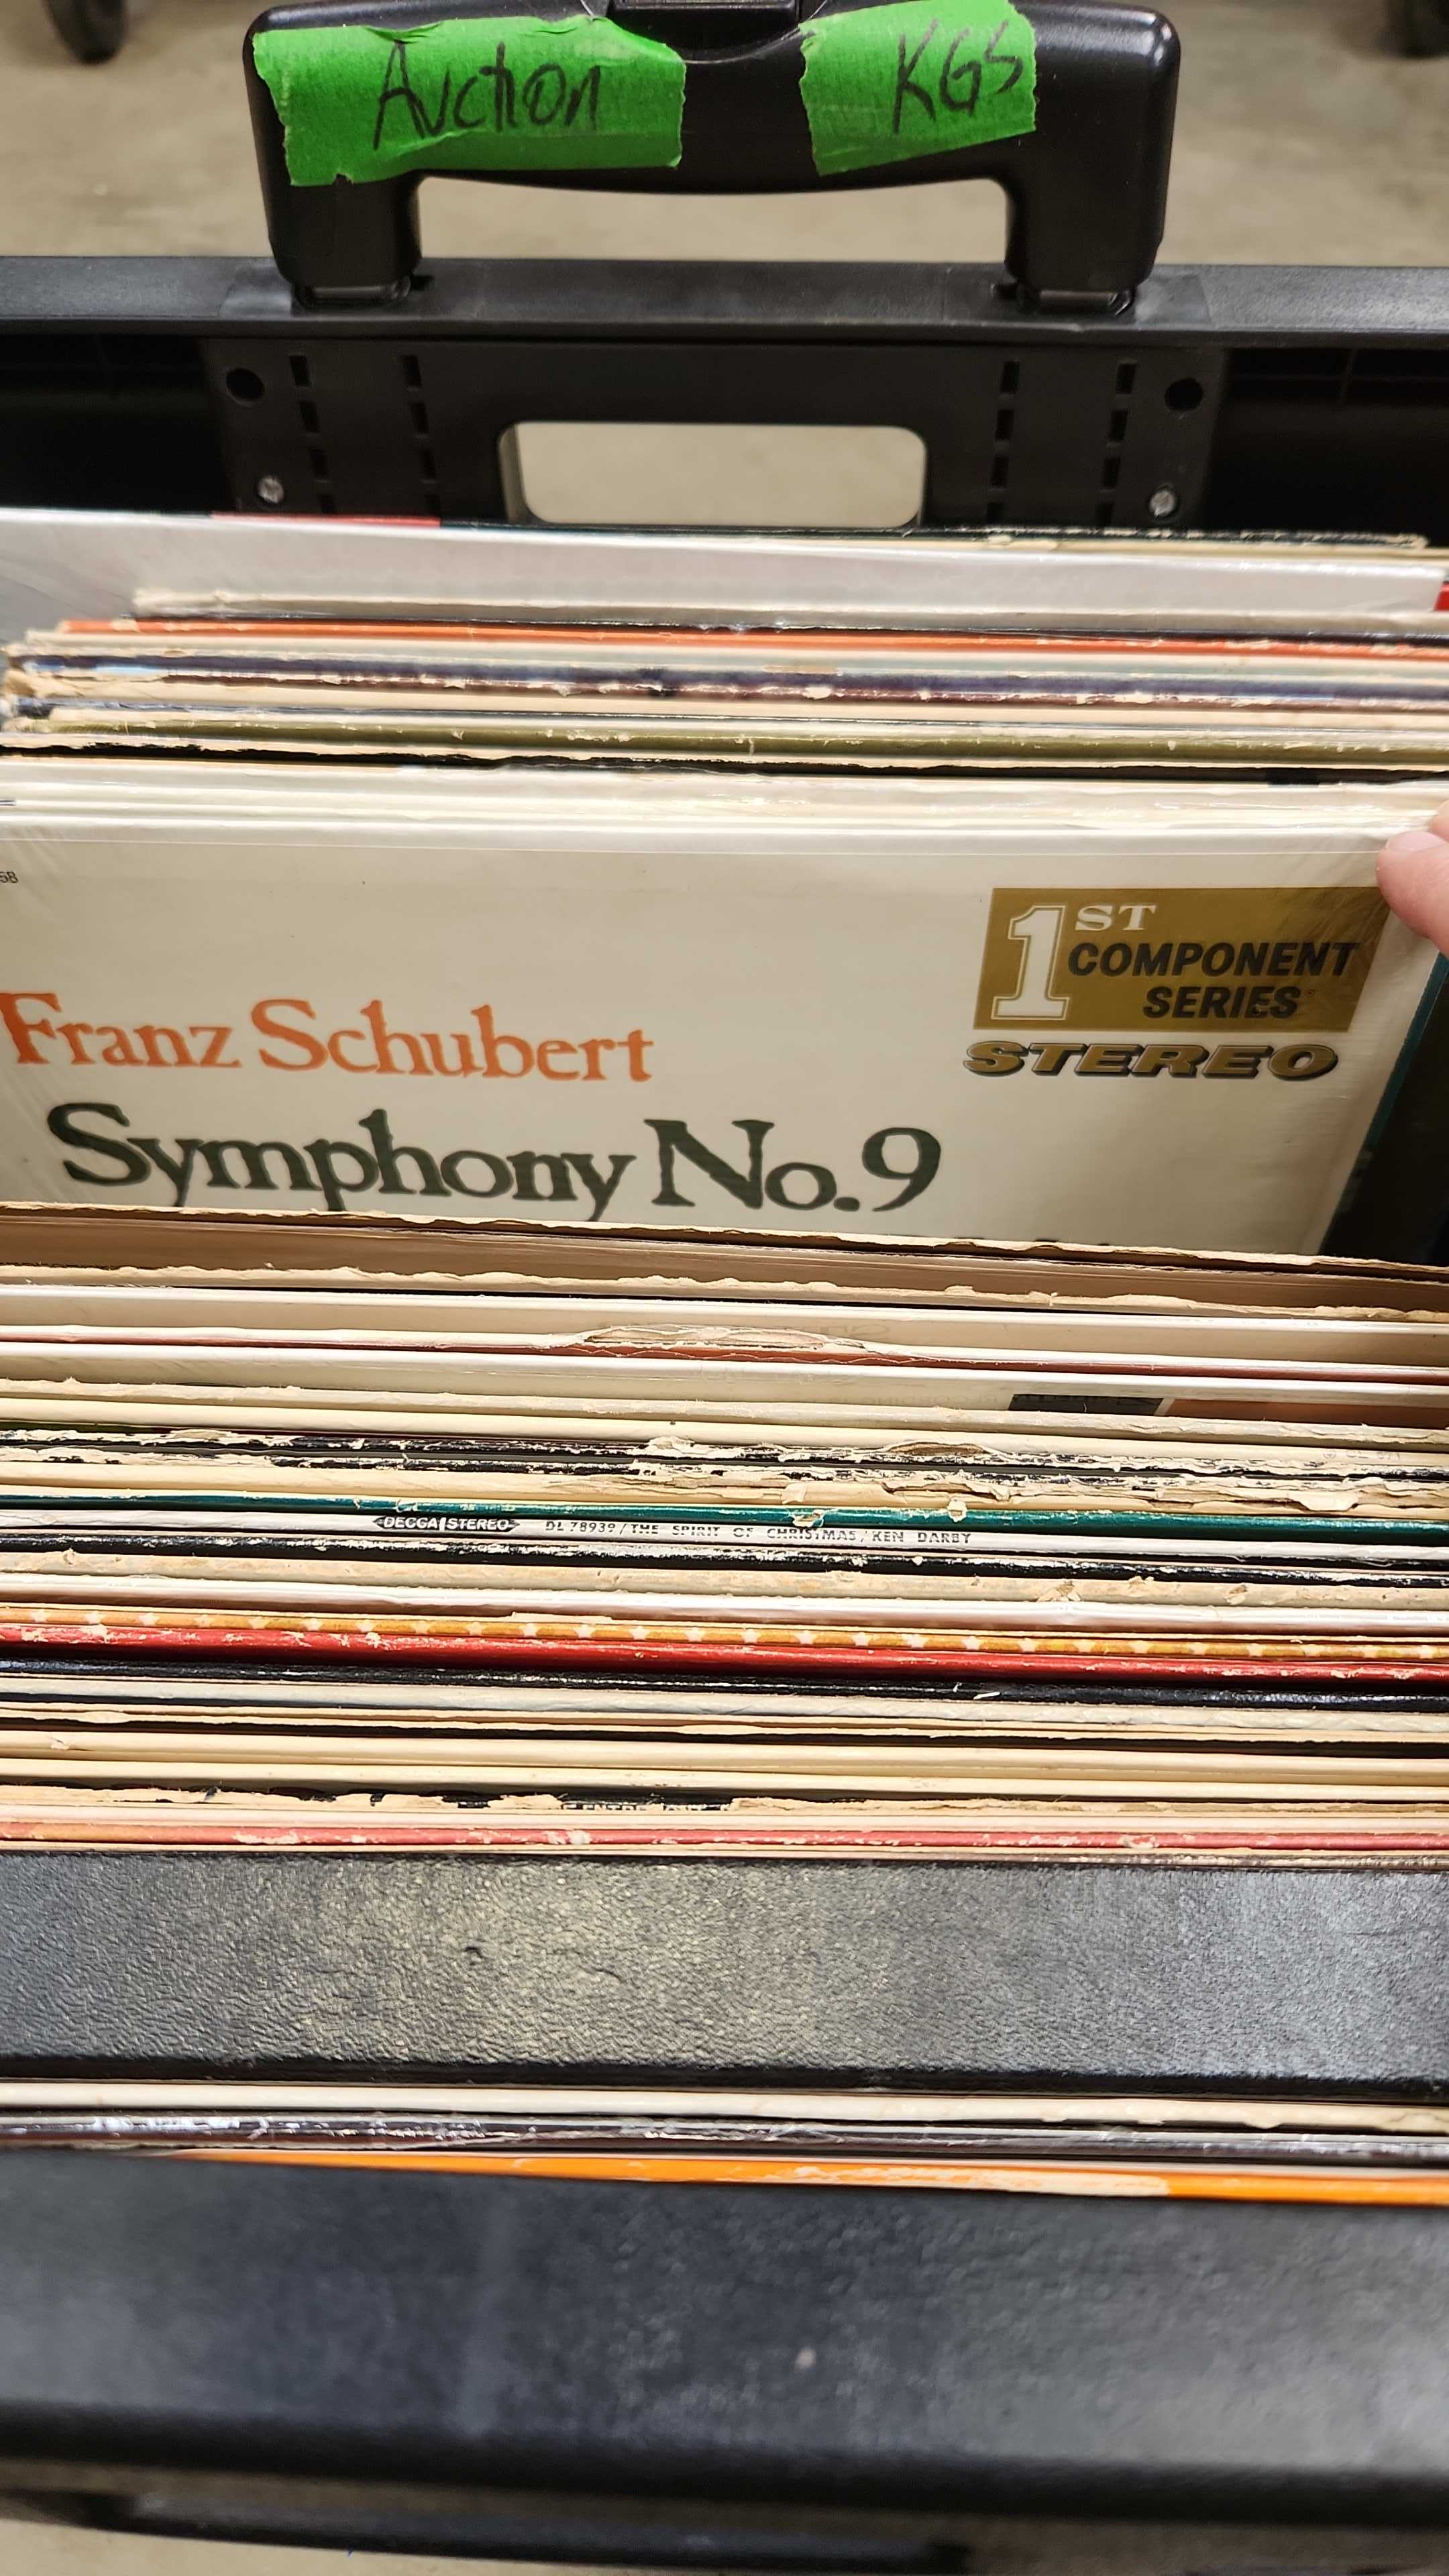 Auction
KGS
58
1ST
COMPONENT
SERIES
STEREO
Franz Schubert
Symphony No.9
DECCA STEREO DL 78939/THE SPIRIT OF CHRISTMAS/KEN DARBY